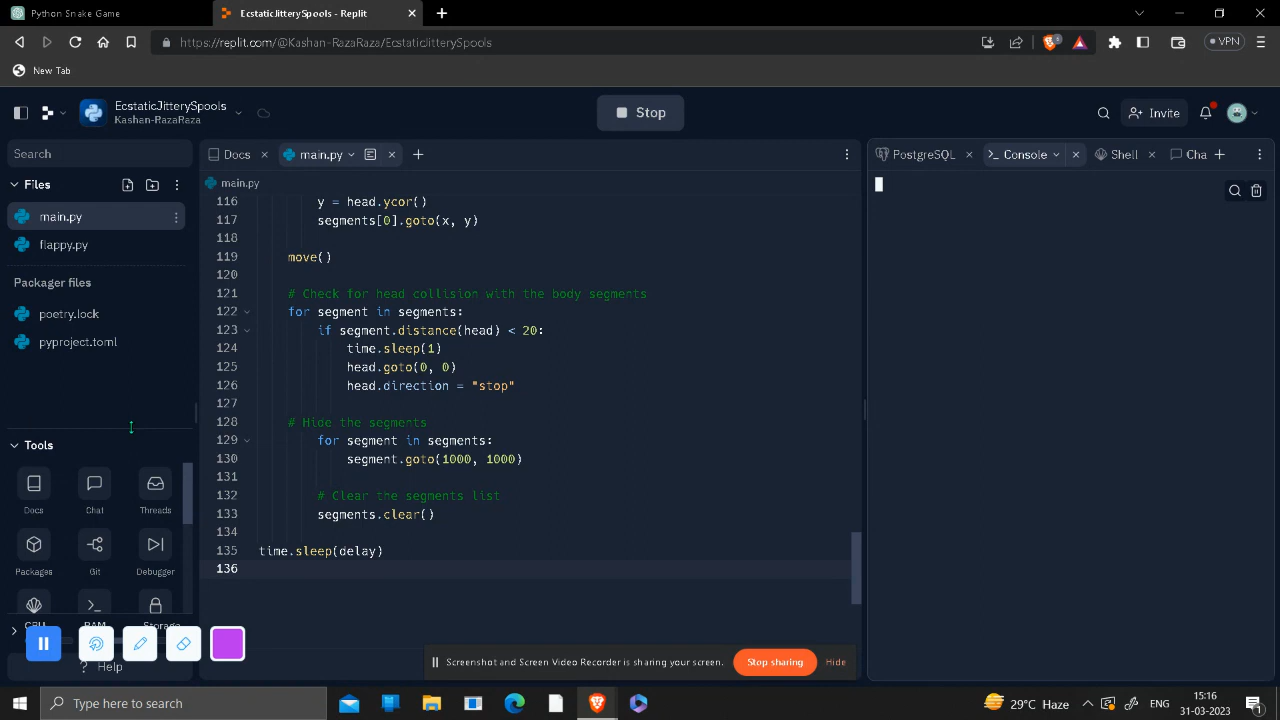 Python Snake Game
EcstaticJitterySpools - Replit
https://replit.com/@Kashan-RazaRaza/EcstaticJitterySpools
VPN
New Tab
EcstaticJitterySpools
Kashan-RazaRaza
Stop
Invite
Search
Docs
main.py
PostgreSQL
Console
Shell
Cha
Files
main.py
main.py
flappy.py
Packager files
poetry.lock
pyproject.toml
116 y = head.ycor()
117 segments[0].goto(x, y)
118
119 move()
120
121 # Check for head collision with the body segments
122 for segment in segments:
123 if segment.distance(head) < 20:
124 time.sleep(1)
125 head.goto(0, 0)
126 head.direction = "stop"
127
128 # Hide the segments
129 for segment in segments:
130 segment.goto(1000, 1000)
131
132 # Clear the segments list
133 segments.clear()
134
135 time.sleep(delay)
136
Tools
Docs
Chat
Threads
Packages
Git
Debugger
CPU
RAM
Storage
Help
Screenshot and Screen Video Recorder is sharing your screen.
Stop sharing
Hide
Type here to search
29°C Haze
ENG
15:16
31-03-2023